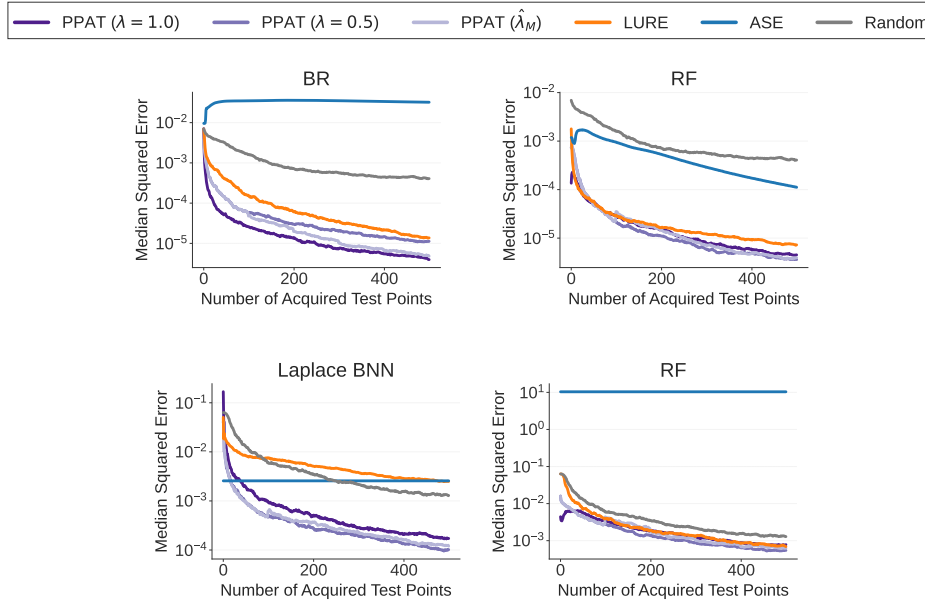 PPAT (λ = 1.0) PPAT (λ = 0.5) PPAT (λ̂_M) LURE ASE Random
BR
Median Squared Error
10⁻²
10⁻³
10⁻⁴
10⁻⁵
0 200 400
Number of Acquired Test Points
RF
Median Squared Error
10⁻²
10⁻³
10⁻⁴
10⁻⁵
0 200 400
Number of Acquired Test Points
Laplace BNN
Median Squared Error
10⁻¹
10⁻²
10⁻³
10⁻⁴
0 200 400
Number of Acquired Test Points
RF
Median Squared Error
10¹
10⁰
10⁻¹
10⁻²
10⁻³
0 200 400
Number of Acquired Test Points